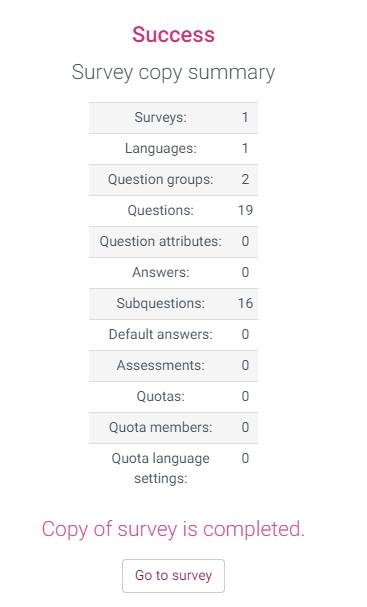 Success
Survey copy summary
Surveys: 1
Languages: 1
Question groups: 2
Questions: 19
Question attributes: 0
Answers: 0
Subquestions: 16
Default answers: 0
Assessments: 0
Quotas: 0
Quota members: 0
Quota language 0
settings:
Copy of survey is completed.
Go to survey